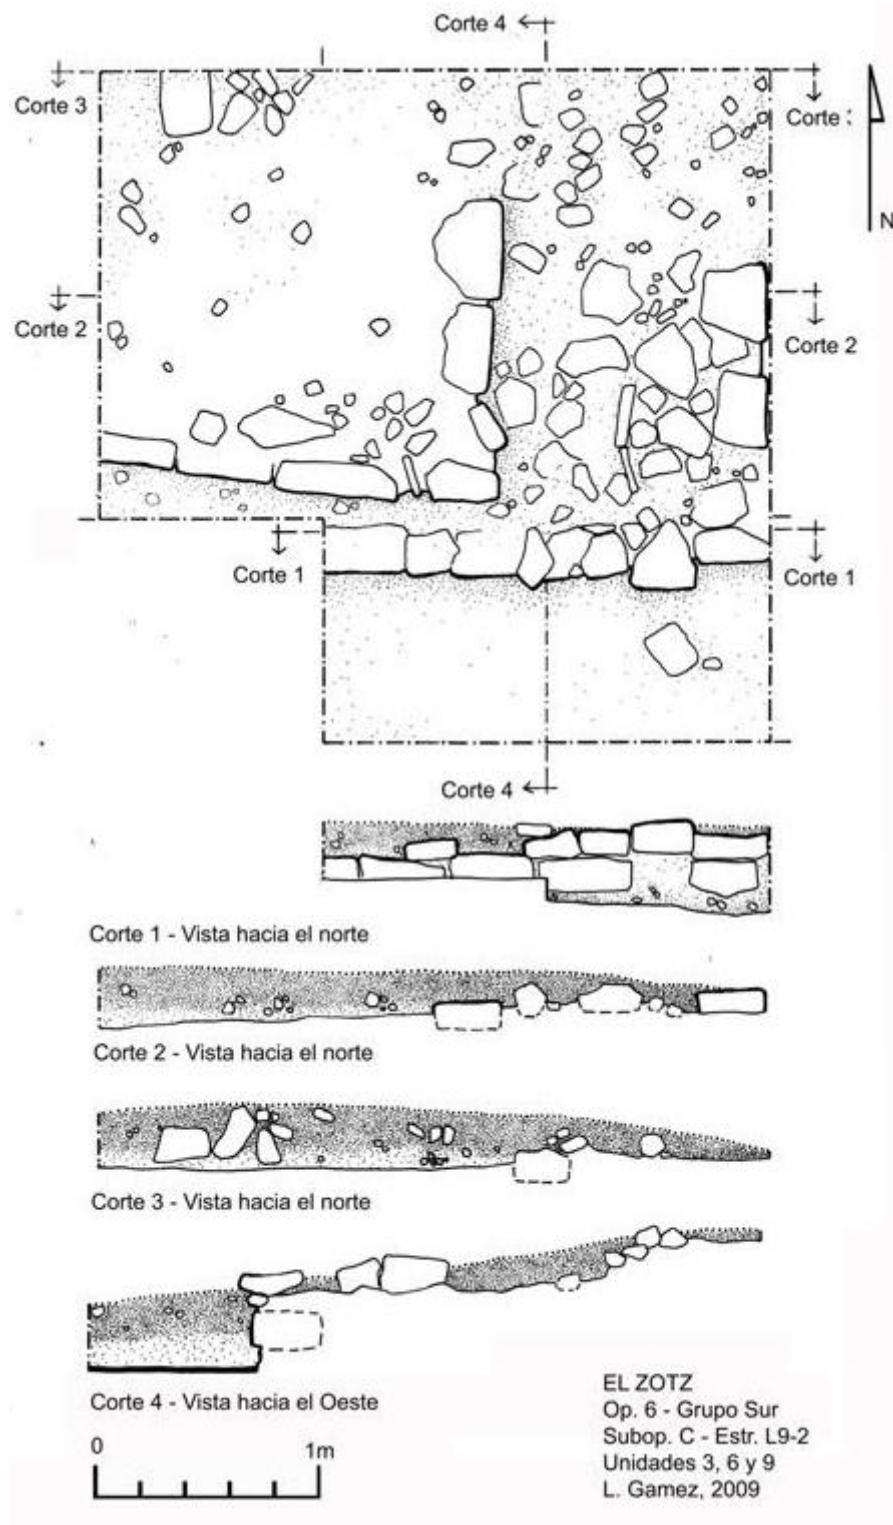 Corte 4
Corte 3
Corte
N
Corte 2
Corte 2
Corte 1
Corte 1
Corte 4
Corte 1 - Vista hacia el norte
Corte 2 - Vista hacia el norte
Corte 3 - Vista hacia el norte
Corte 4 - Vista hacia el Oeste
0 1m
EL ZOTZ
Op. 6 - Grupo Sur
Subop. C - Estr. L9-2
Unidades 3, 6 y 9
L. Gamez, 2009